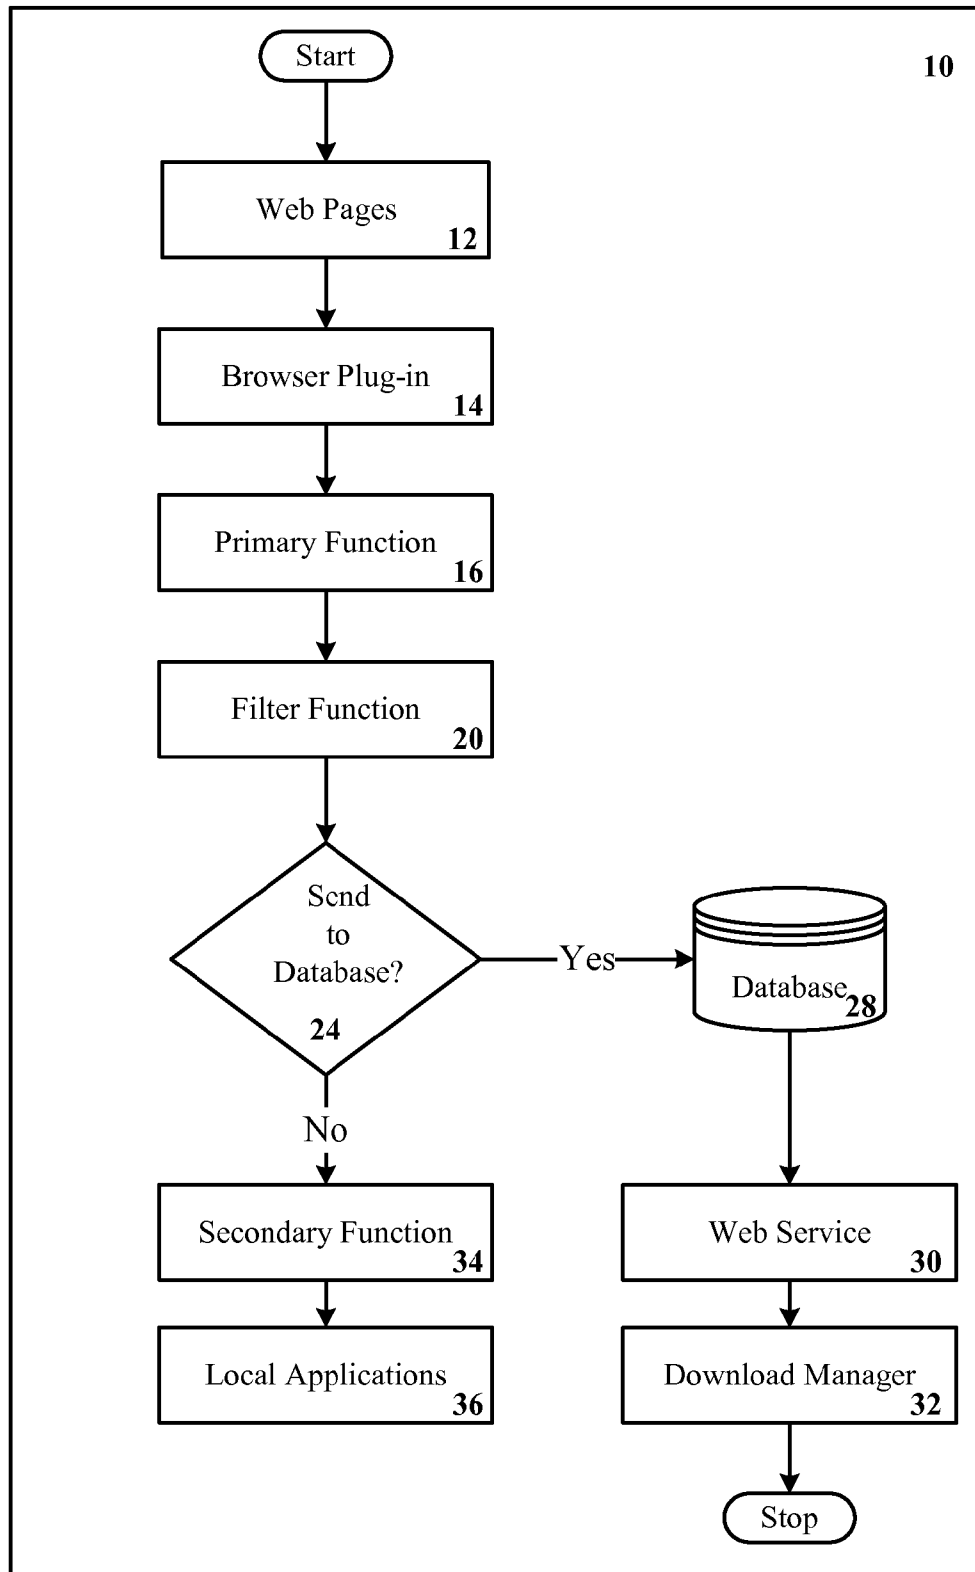 Start
10
Web Pages
12
Browser Plug-in
14
Primary Function
16
Filter Function
20
Send
to
Database?
24
Yes
Database
28
No
Secondary Function
34
Web Service
30
Local Applications
36
Download Manager
32
Stop